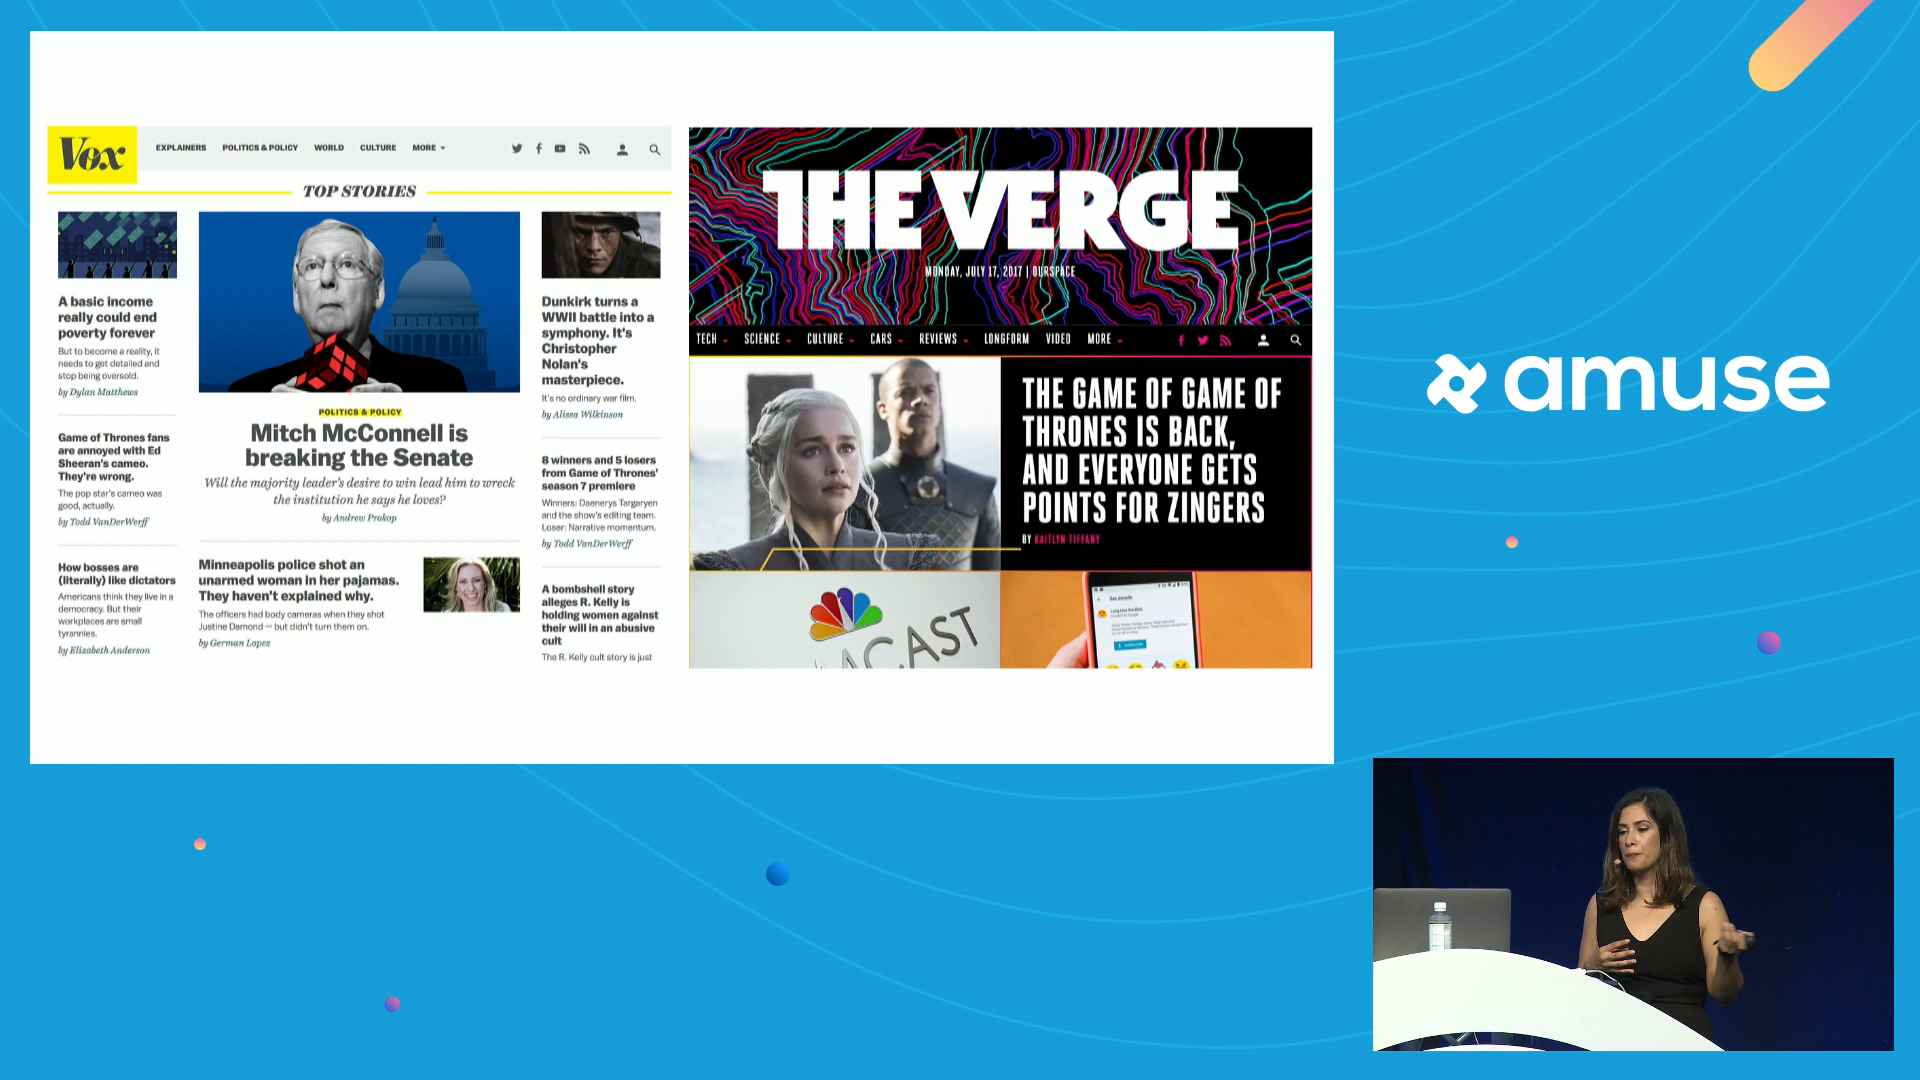 Vox
EXPLAINERS POLITICS & POLICY WORLD CULTURE MORE
TOP STORIES
A basic income
really could end
poverty forever
But to become a reality, it
needs to get detailed and
stop being oversold.
by Dylan Matthews
Game of Thrones fans
are annoyed with Ed
Sheeran's cameo.
They're wrong.
The pop star's cameo was
good, actually.
by Todd VanDerWerff
How bosses are
(literally) like dictators
Americans think they live in a
democracy. But their
workplaces are small
tyrannies.
by Elizabeth Anderson
POLITICS & POLICY
Mitch McConnell is
breaking the Senate
Will the majority leader's desire to win lead him to wreck
the institution he says he loves?
by Andrew Prokop
Minneapolis police shot an
unarmed woman in her pajamas.
They haven't explained why.
The officers had body cameras when they shot
Justine Damond — but didn't turn them on.
by German Lopez
Dunkirk turns a
WWII battle into a
symphony. It's
Christopher
Nolan's
masterpiece.
It's no ordinary war film.
by Alissa Wilkinson
8 winners and 5 losers
from Game of Thrones'
season 7 premiere
Winners: Daenerys Targaryen
and the show's editing team.
Loser: Narrative momentum.
by Todd VanDerWerff
A bombshell story
alleges R. Kelly is
holding women against
their will in an abusive
cult
The R. Kelly cult story is just
THE VERGE
MONDAY, JULY 17, 2017 | OURSPACE
TECH SCIENCE CULTURE CARS REVIEWS LONGFORM VIDEO MORE
THE GAME OF GAME OF
THRONES IS BACK,
AND EVERYONE GETS
POINTS FOR ZINGERS
BY KAITLYN TIFFANY
MCAST
Set details
amuse